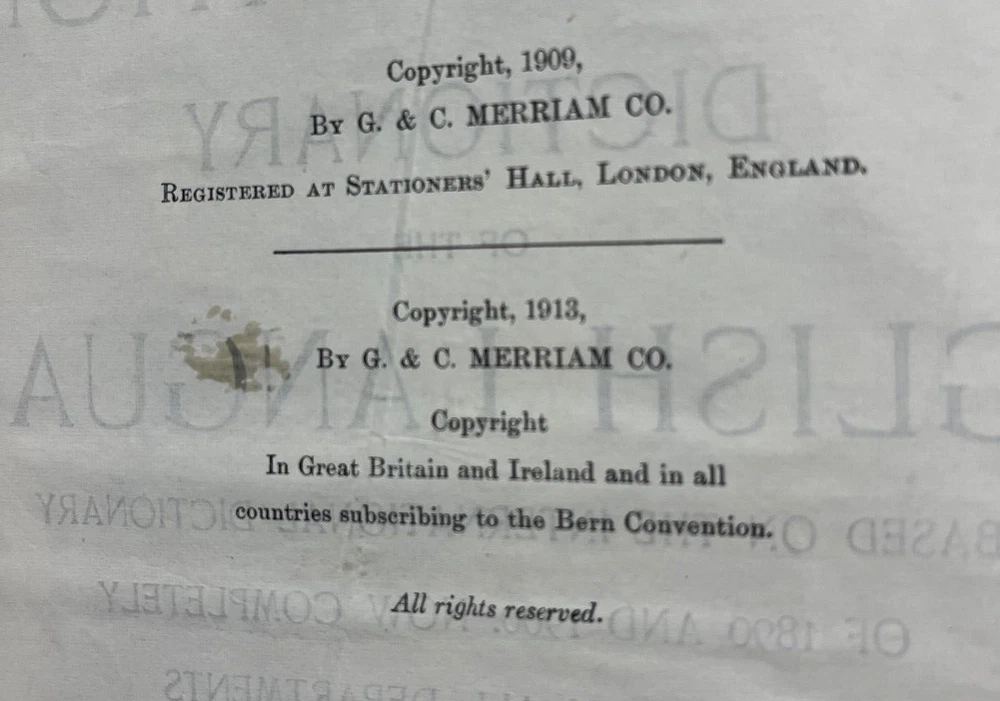 Copyright, 1909,
By G. & C. MERRIAM CO.
Registered at Stationers' Hall, London, England.
Copyright, 1913,
By G. & C. MERRIAM CO.
Copyright
In Great Britain and Ireland and in all
countries subscribing to the Bern Convention.
All rights reserved.